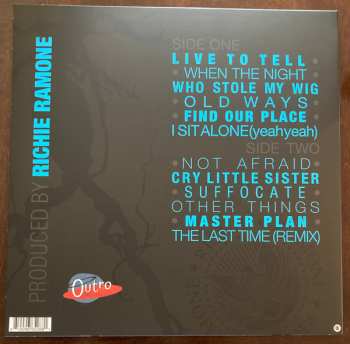 SIDE ONE
LIVE TO TELL
• WHEN THE NIGHT •
WHO STOLE MY WIG
• OLD WAYS •
FIND OUR PLACE
I SIT ALONE (yeahyeah)
SIDE TWO
• NOT AFRAID •
CRY LITTLE SISTER
• SUFFOCATE •
OTHER THINGS
• MASTER PLAN •
THE LAST TIME (REMIX)
PRODUCED BY RICHIE RAMONE
Outro